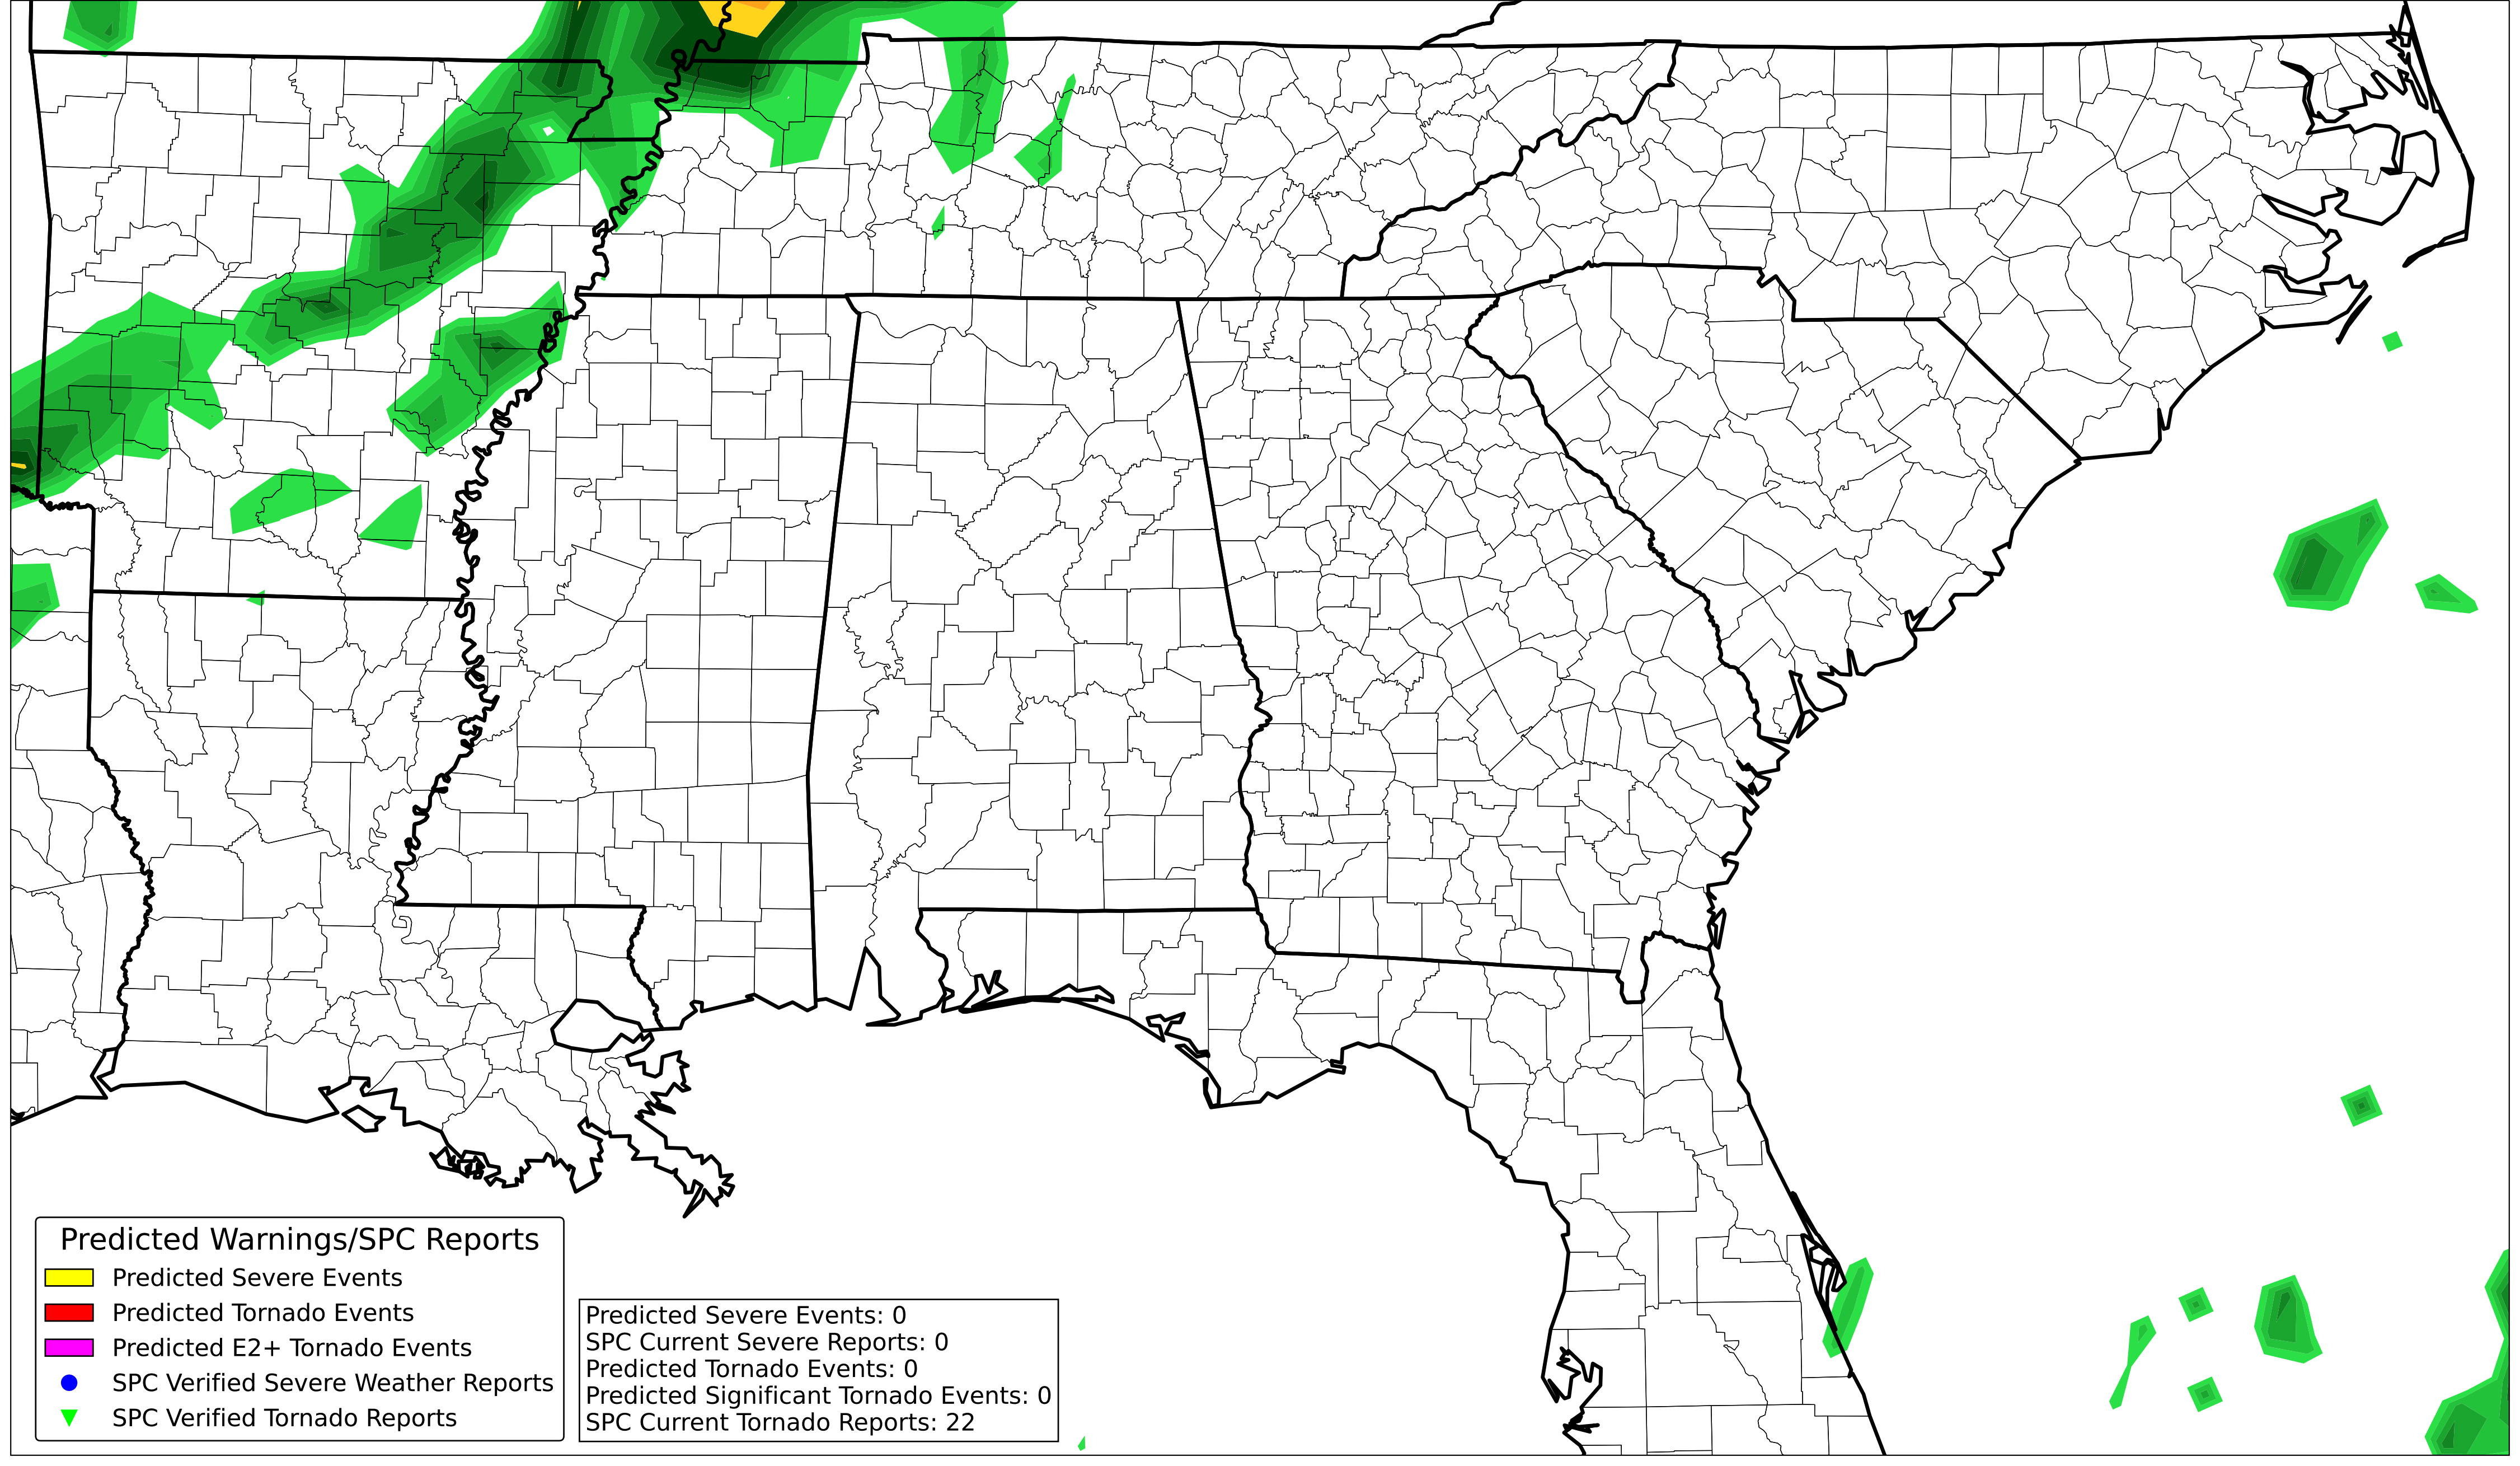 Predicted Warnings/SPC Reports
Predicted Severe Events
Predicted Tornado Events
Predicted E2+ Tornado Events
SPC Verified Severe Weather Reports
SPC Verified Tornado Reports
Predicted Severe Events: 0
SPC Current Severe Reports: 0
Predicted Tornado Events: 0
Predicted Significant Tornado Events: 0
SPC Current Tornado Reports: 22